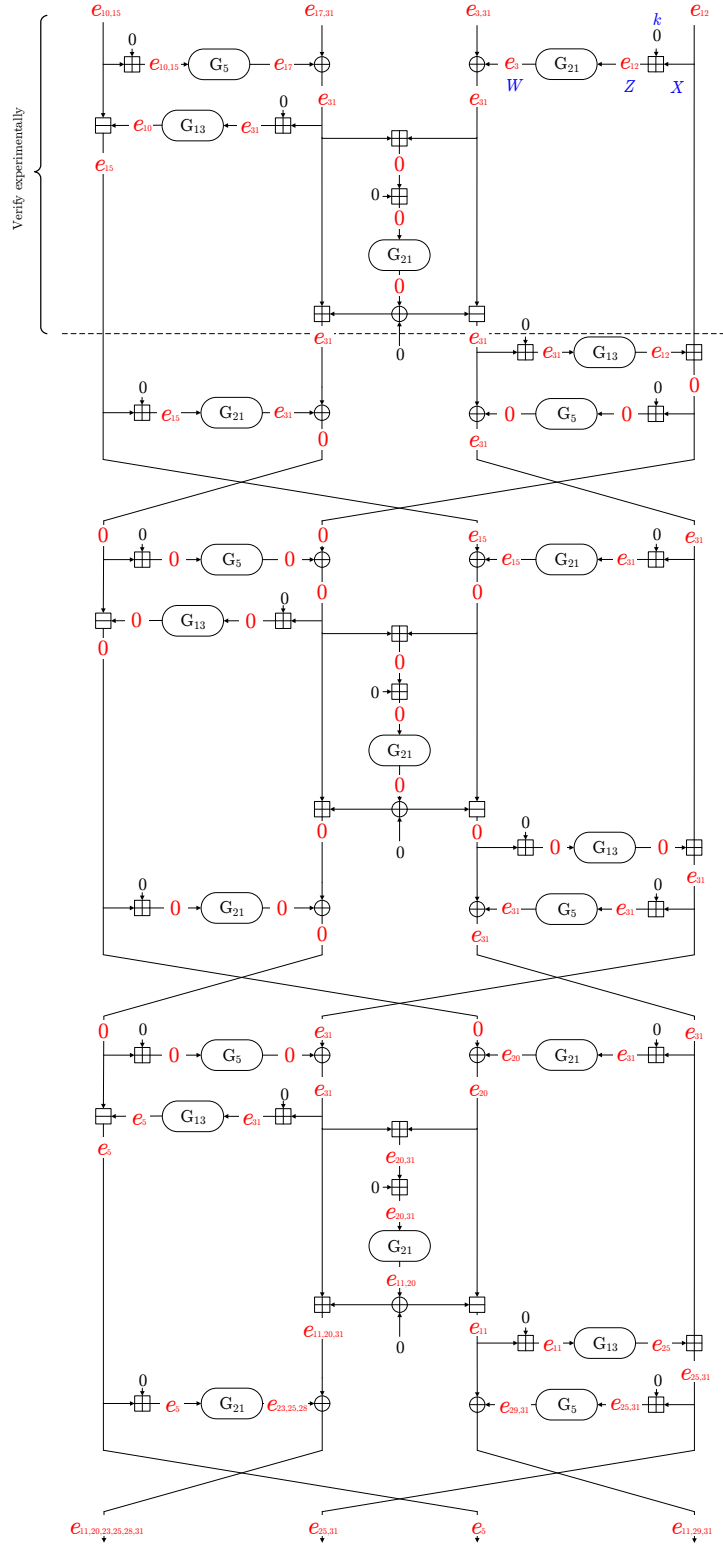 e10,15 e17,31 e3,31 e12
k
0 0
e10,15 G5 e17 e3 G21 e12
W Z X
e31 e31
0
e10 G13 e31
e15
Verify experimentally
0
0
0
G21
0
e31 e31
0
0
e31 G13 e12
0
0 0
e15 G21 e31 0 G5 0
0 e31
0 0 e15 e31
0 0
0 G5 0 e15 G21 e31
0 0
0
0 G13 0
0
0
0
0
G21
0
0 0
0
0
0 G13 0
e31
0 0
0 G21 0 e31 G5 e31
0 e31
0 e31 0 e31
0 0
0 G5 0 e20 G21 e31
e31 e20
0
e5 G13 e31
e5
e20,31
0
e20,31
G21
e11,20
e11,20,31 e11
0
0
e11 G13 e25
e25,31
0 0
e5 G21 e23,25,28 e29,31 G5 e25,31
e11,20,23,25,28,31 e25,31 e5 e11,29,31